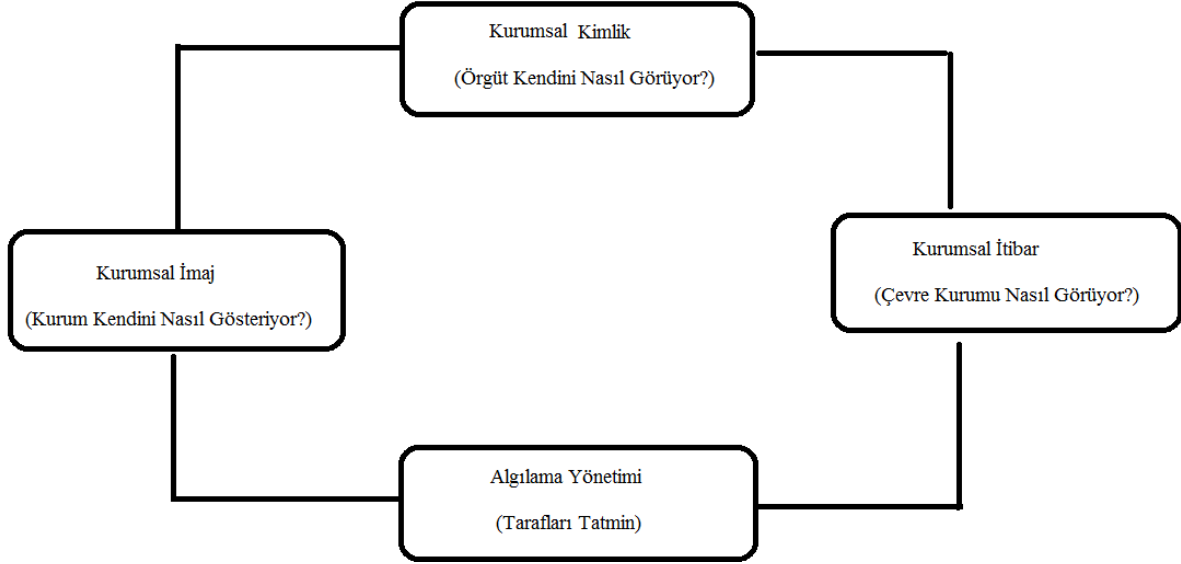 Kurumsal Kimlik
(Örgüt Kendini Nasıl Görüyor?)
Kurumsal İmaj
(Kurum Kendini Nasıl Gösteriyor?)
Kurumsal İtibar
(Çevre Kurumu Nasıl Görüyor?)
Algılama Yönetimi
(Tarafları Tatmin)